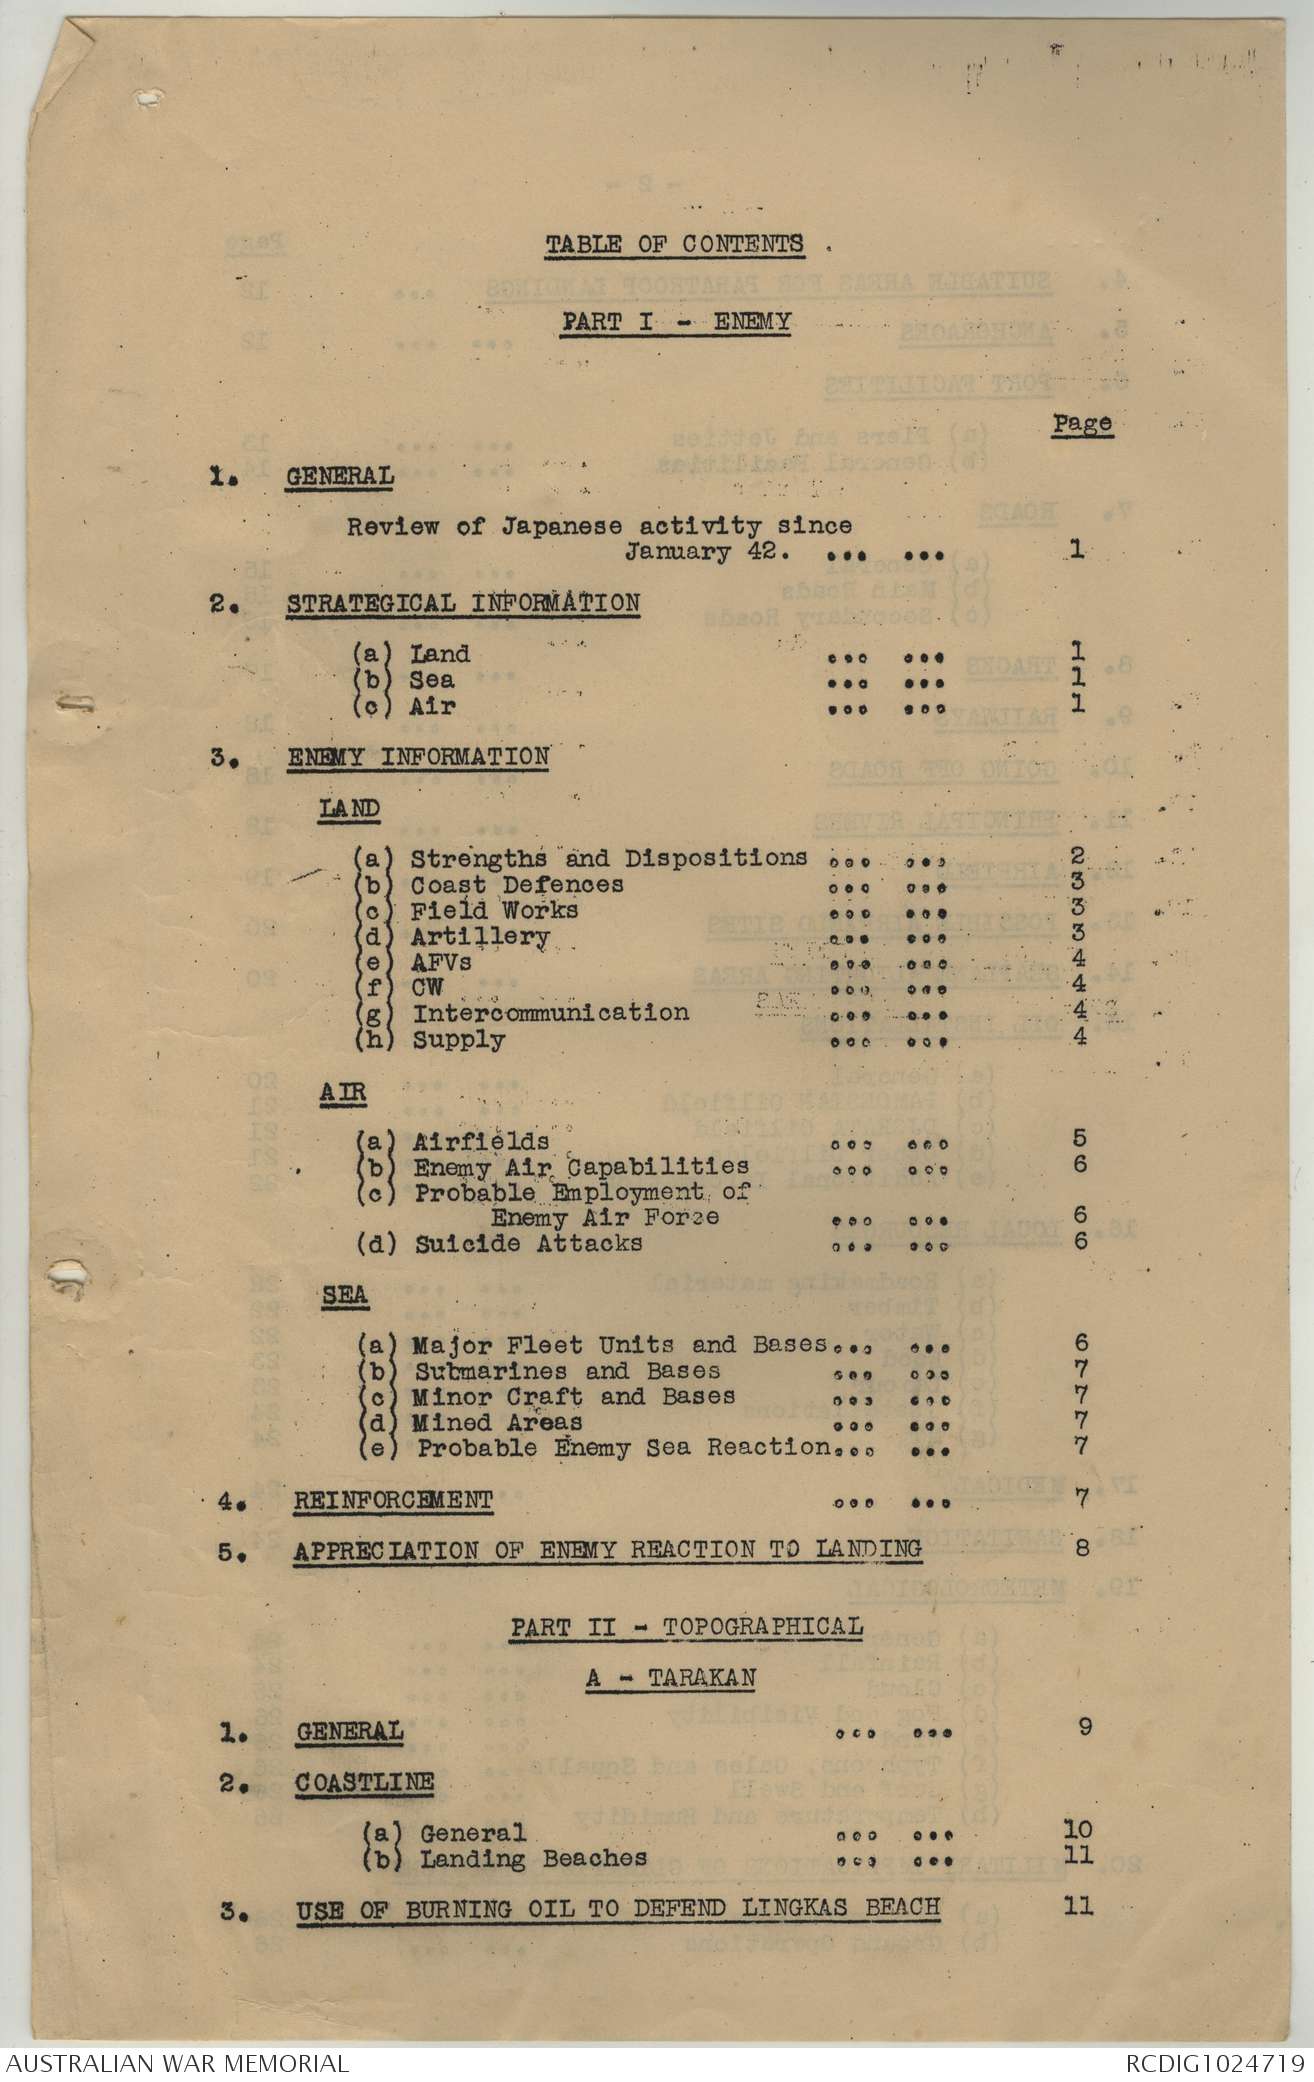 TABLE OF CONTENTS .
PART I - ENEMY
Page
1. GENERAL
Review of Japanese activity since
January 42. ... ... 1
2. STRATEGICAL INFORMATION
(a) Land ... ... 1
(b) Sea ... ... 1
(c) Air ... ... 1
3. ENEMY INFORMATION
LAND
(a) Strengths and Dispositions ... ... 2
(b) Coast Defences ... ... 3
(c) Field Works ... ... 3
(d) Artillery ... ... 3
(e) AFVs ... ... 4
(f) CW ... ... 4
(g) Intercommunication ... ... 4
(h) Supply ... ... 4
AIR
(a) Airfields ... ... 5
(b) Enemy Air Capabilities ... ... 6
(c) Probable Employment of
Enemy Air Force ... ... 6
(d) Suicide Attacks ... ... 6
SEA
(a) Major Fleet Units and Bases... ... 6
(b) Submarines and Bases ... ... 7
(c) Minor Craft and Bases ... ... 7
(d) Mined Areas ... ... 7
(e) Probable Enemy Sea Reaction... ... 7
4. REINFORCEMENT ... ... 7
5. APPRECIATION OF ENEMY REACTION TO LANDING 8
PART II - TOPOGRAPHICAL
A - TARAKAN
1. GENERAL ... ... 9
2. COASTLINE
(a) General ... ... 10
(b) Landing Beaches ... ... 11
3. USE OF BURNING OIL TO DEFEND LINGKAS BEACH 11
AUSTRALIAN WAR MEMORIAL
RCDIG1024719